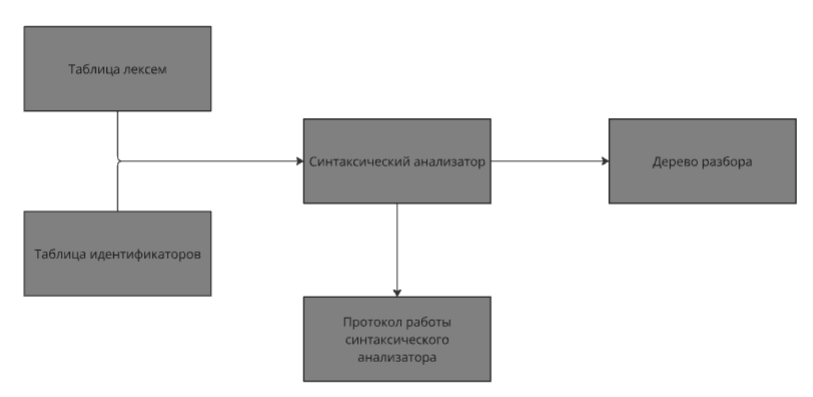 Таблица лексем
Синтаксический анализатор
Дерево разбора
Таблица идентификаторов
Протокол работы
синтаксического
анализатора